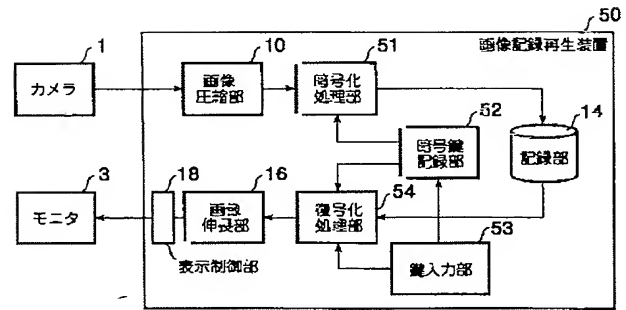 50
画像記録再生装置
1
カメラ
10
画像
圧縮部
51
暗号化
処理部
52
暗号鍵
記録部
14
記録部
3
モニタ
18
表示制御部
16
画像
伸長部
復号化
処理部
54
53
鍵入力部